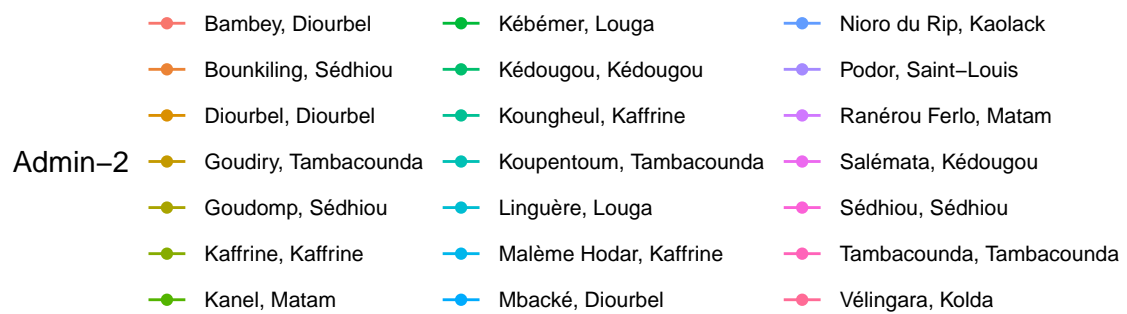 Admin−2
Bambey, Diourbel
Bounkiling, Sédhiou
Diourbel, Diourbel
Goudiry, Tambacounda
Goudomp, Sédhiou
Kaffrine, Kaffrine
Kanel, Matam
Kébémer, Louga
Kédougou, Kédougou
Koungheul, Kaffrine
Koupentoum, Tambacounda
Linguère, Louga
Malème Hodar, Kaffrine
Mbacké, Diourbel
Nioro du Rip, Kaolack
Podor, Saint−Louis
Ranérou Ferlo, Matam
Salémata, Kédougou
Sédhiou, Sédhiou
Tambacounda, Tambacounda
Vélingara, Kolda